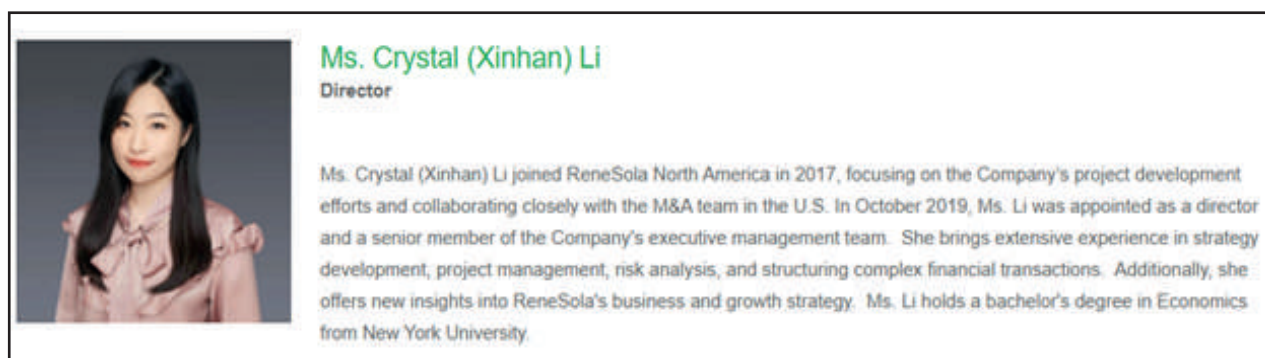 Ms. Crystal (Xinhan) Li
Director
Ms. Crystal (Xinhan) Li joined ReneSola North America in 2017, focusing on the Company's project development
efforts and collaborating closely with the M&A team in the U.S. In October 2019, Ms. Li was appointed as a director
and a senior member of the Company's executive management team. She brings extensive experience in strategy
development, project management, risk analysis, and structuring complex financial transactions. Additionally, she
offers new insights into ReneSola's business and growth strategy. Ms. Li holds a bachelor's degree in Economics
from New York University.